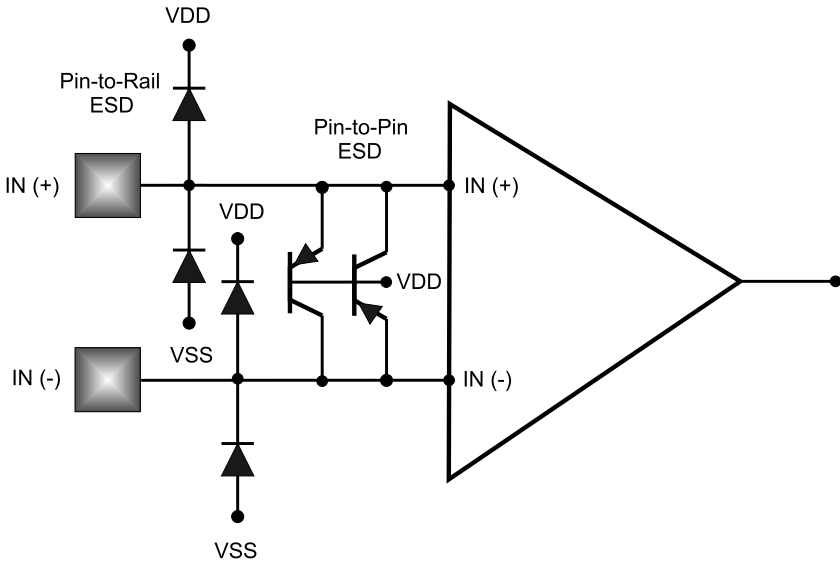 VDD
Pin-to-Rail
ESD
Pin-to-Pin
ESD
IN (+)
IN (+)
VDD
VDD
VSS
IN (-)
IN (-)
VSS